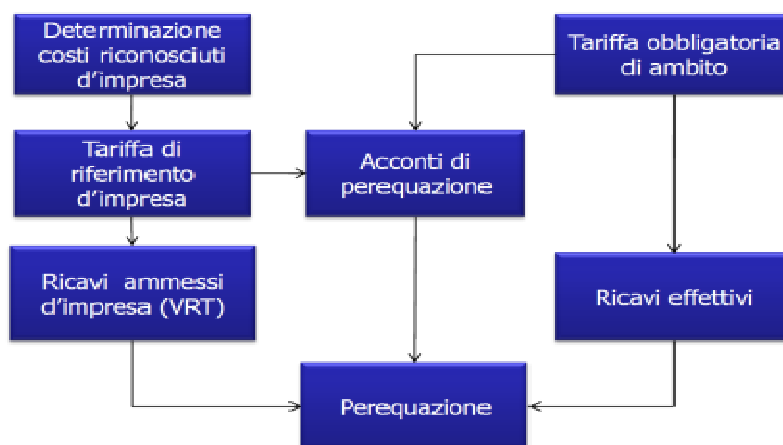 Determinazione
costi riconosciuti
d'impresa
Tariffa obbligatoria
di ambito
Tariffa di
riferimento
d'impresa
Acconti di
perequazione
Ricavi ammessi
d'impresa (VRT)
Ricavi effettivi
Perequazione